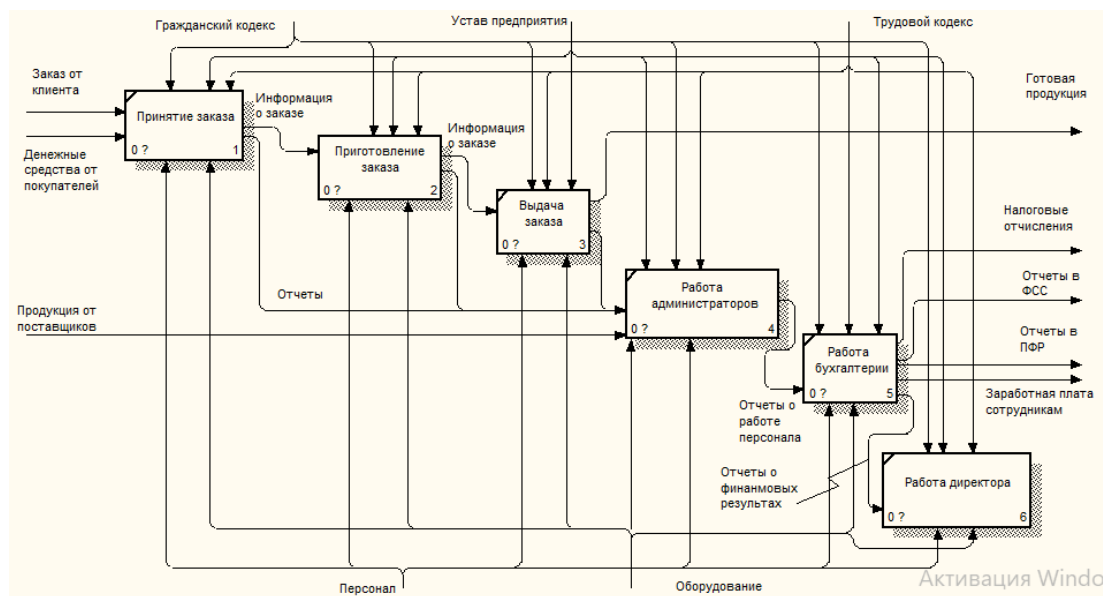 Гражданский кодекс
Устав предприятия
Трудовой кодекс
Заказ от
клиента
Денежные
средства от
покупателей
Принятие заказа
0 ?
1
Информация
о заказе
Приготовление
заказа
0 ?
2
Информация
о заказе
Выдача
заказа
0 ?
3
Готовая
продукция
Отчеты
Продукция от
поставщиков
Работа
администраторов
0 ?
4
Налоговые
отчисления
Отчеты в
ФСС
Отчеты в
ПФР
Заработная плата
сотрудникам
Работа
бухгалтерии
0 ?
5
Отчеты о
работе
персонала
Отчеты о
финанмовых
результах
Работа директора
0 ?
6
Персонал
Оборудование
Активация Windo